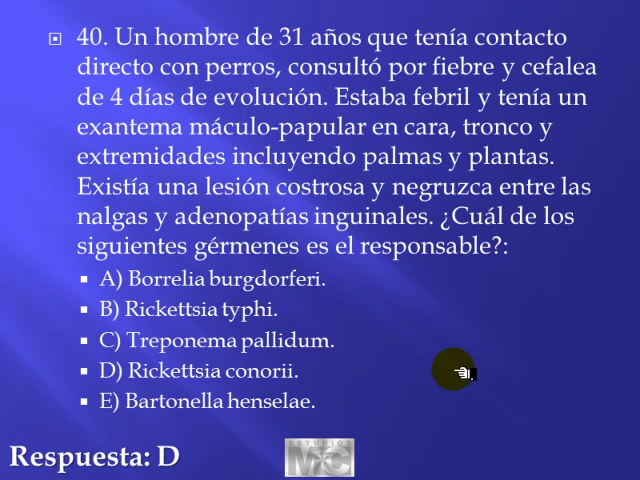 40. Un hombre de 31 años que tenía contacto
directo con perros, consultó por fiebre y cefalea
de 4 días de evolución. Estaba febril y tenía un
exantema máculo-papular en cara, tronco y
extremidades incluyendo palmas y plantas.
Existía una lesión costrosa y negruzca entre las
nalgas y adenopatías inguinales. ¿Cuál de los
siguientes gérmenes es el responsable?:
A) Borrelia burgdorferi.
B) Rickettsia typhi.
C) Treponema pallidum.
D) Rickettsia conorii.
E) Bartonella henselae.
Respuesta: D
ESTUDIOS
MC